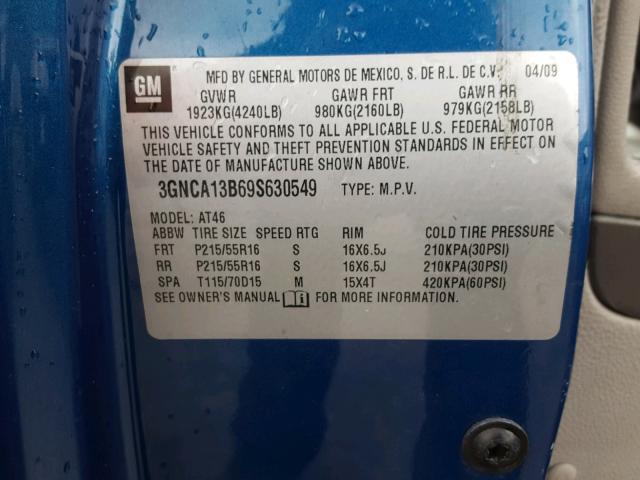 GM MFD BY GENERAL MOTORS DE MEXICO, S. DE R.L. DE C.V. 04/09
GVWR GAWR FRT GAWR RR
1923KG(4240LB) 980KG(2160LB) 979KG(2158LB)
THIS VEHICLE CONFORMS TO ALL APPLICABLE U.S. FEDERAL MOTOR
VEHICLE SAFETY AND THEFT PREVENTION STANDARDS IN EFFECT ON
THE DATE OF MANUFACTURE SHOWN ABOVE.
3GNCA13B69S630549 TYPE: M.P.V.
MODEL: AT46
ABBW TIRE SIZE SPEED RTG RIM COLD TIRE PRESSURE
FRT P215/55R16 S 16X6.5J 210KPA(30PSI)
RR P215/55R16 S 16X6.5J 210KPA(30PSI)
SPA T115/70D15 M 15X4T 420KPA(60PSI)
SEE OWNER'S MANUAL FOR MORE INFORMATION.